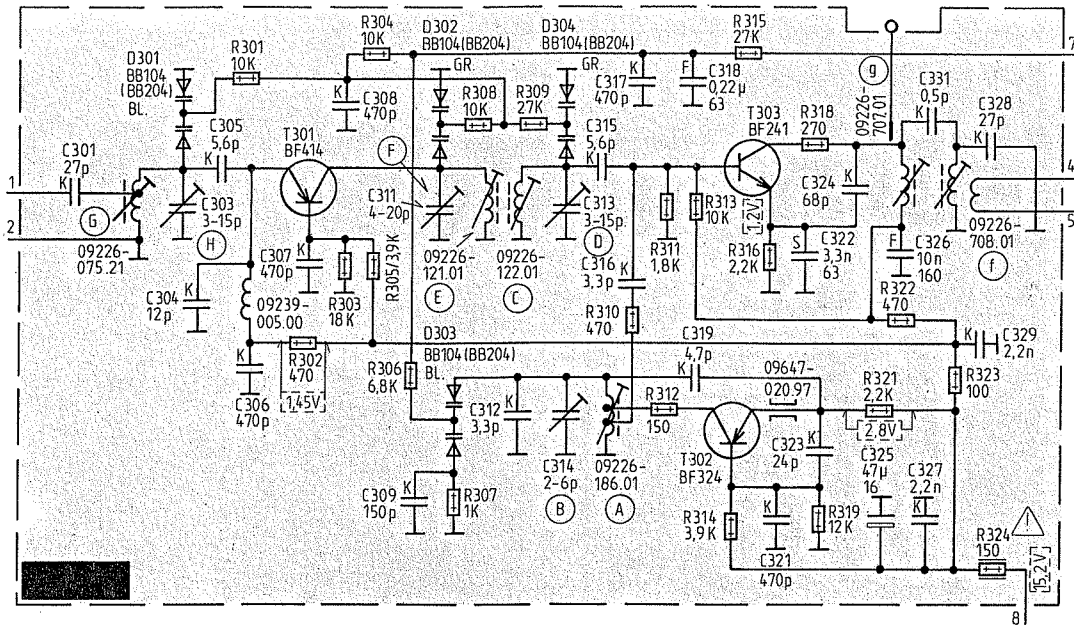 R304
10K
D302
BB104(BB204)
GR.
D304
BB104(BB204)
GR.
R315
27K
7
D301
BB104
(BB204)
BL.
R301
10K
K
C308
470p
R308
10K
R309
27K
K
C317
470p
F
C318
0,22µ
63
g
09226-
707.01
C331
0,5p
K
C328
27p
K
C305
5,6p
K
T301
BF414
F
C315
5,6p
K
T303
BF241
R318
270
1
C301
27p
K
G
C303
3-15p
H
C311
4-20p
C313
3-15p
D
R311
1,8K
R313
10K
1,2V
R316
2,2K
C324
68p
K
4
5
2
09226-
075.21
C307
470p
K
R303
18K
R305/3,9K
09226-
121.01
E
09226-
122.01
C
C316
3,3p
K
S
C322
3,3n
63
F
C326
10n
160
09226-
708.01
f
C304
12p
K
09239-
005.00
R310
470
R322
470
D303
BB104(BB204)
BL.
C319
4,7p
K
K
C329
2,2n
K
C306
470p
R302
470
1,45V
R306
6,8K
09647-
020.97
R321
2,2K
2,8V
R323
100
C312
3,3p
K
R312
150
C314
2-6p
B
09226-
186.01
A
T302
BF324
C323
24p
K
C325
47µ
16
C327
2,2n
K
C309
150p
K
R307
1K
R314
3,9K
K
C321
470p
R319
12K
R324
150
15,2V
8